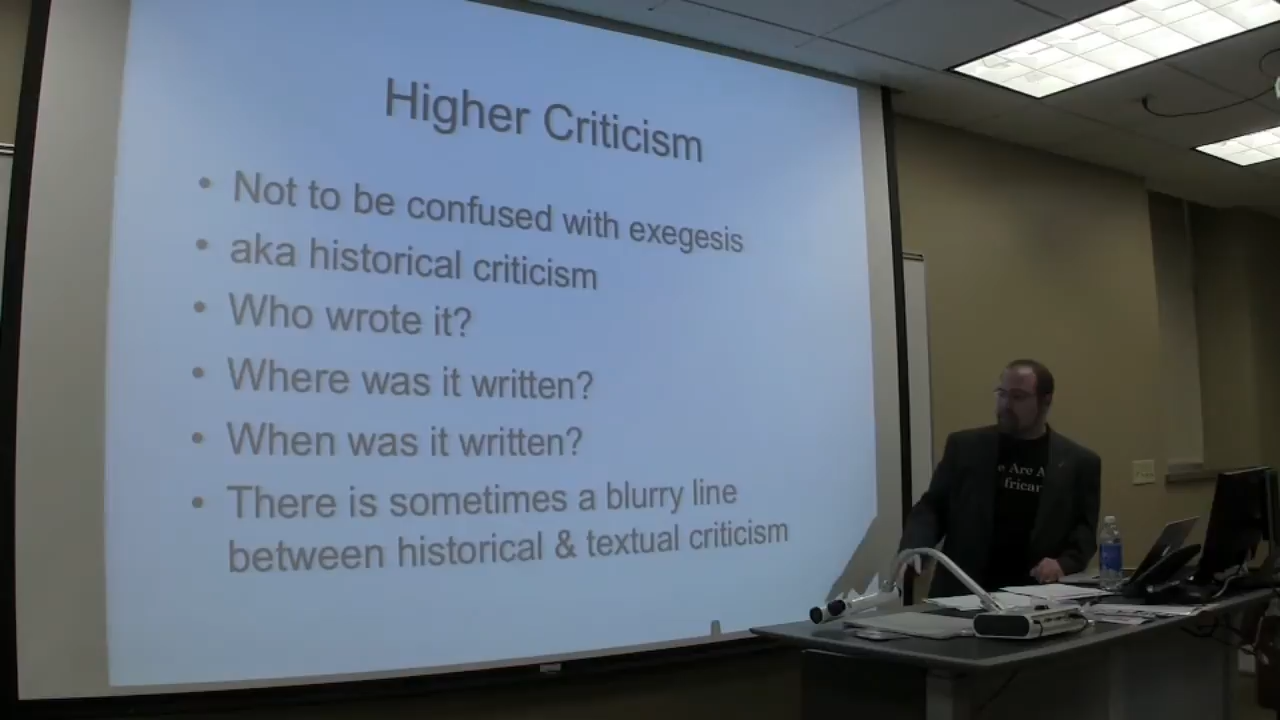 Higher Criticism
• Not to be confused with exegesis
• aka historical criticism
• Who wrote it?
• Where was it written?
• When was it written?
• There is sometimes a blurry line
between historical & textual criticism
Are